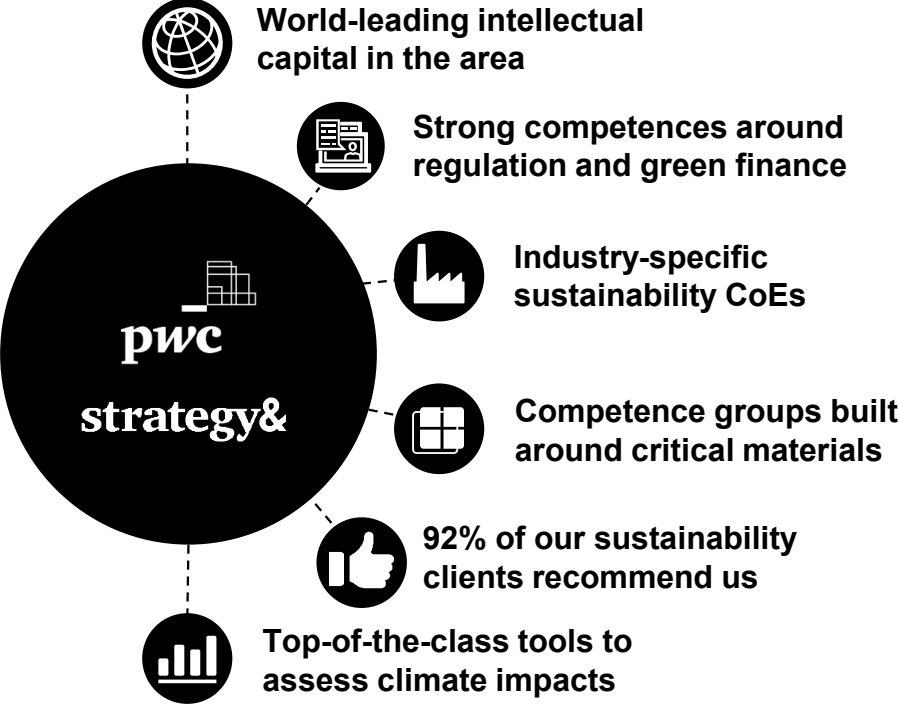 World-leading intellectual
capital in the area
Strong competences around
regulation and green finance
Industry-specific
sustainability CoEs
pwc
strategy&
Competence groups built
around critical materials
92% of our sustainability
clients recommend us
Top-of-the-class tools to
assess climate impacts